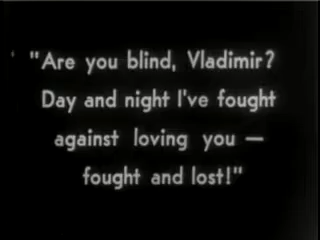 "Are you blind, Vladimir?
Day and night I've fought
against loving you —
fought and lost!"